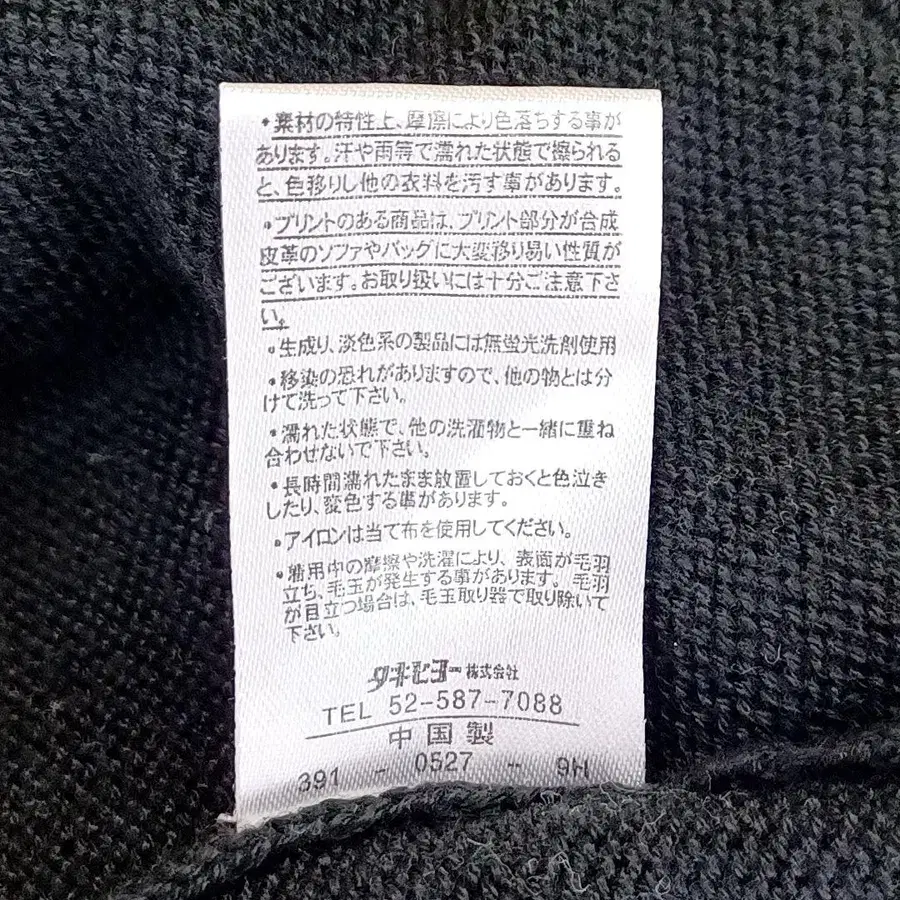 ・素材の特性上、摩擦により色落ちする事が
あります。汗や雨等で濡れた状態で擦られる
と、色移りし他の衣料を汚す事があります。
・プリントのある商品は、プリント部分が合成
皮革のソファやバッグに大変移り易い性質が
ございます。お取り扱いには十分ご注意下さ
い。
・生成り、淡色系の製品には無蛍光洗剤使用
・移染の恐れがありますので、他の物とは分
けて洗って下さい。
・濡れた状態で、他の洗濯物と一緒に重ね
合わせないで下さい。
・長時間濡れたまま放置しておくと色泣き
したり、変色する事があります。
・アイロンは当て布を使用してください。
・着用中の摩擦や洗濯により、表面が毛羽
立ち、毛玉が発生する事があります。毛羽
が目立つ場合は、毛玉取り器で取り除いて
下さい。
タキヒヨー株式会社
TEL 52-587-7088
中国製
391 - 0527 - 9H